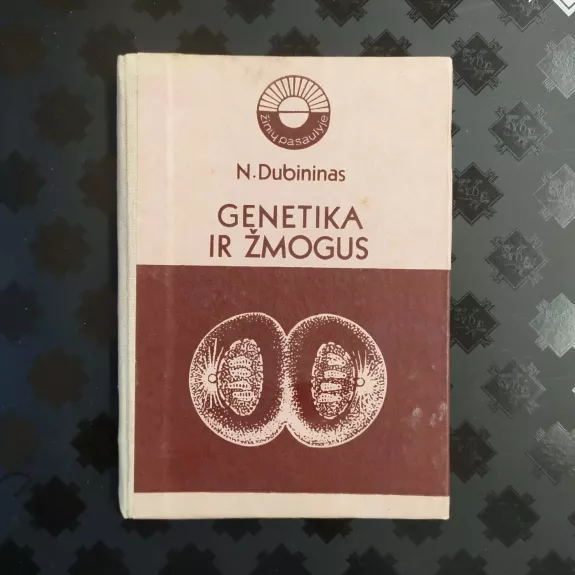 žinių pasaulyje
N. Dubininas
GENETIKA
IR ŽMOGUS